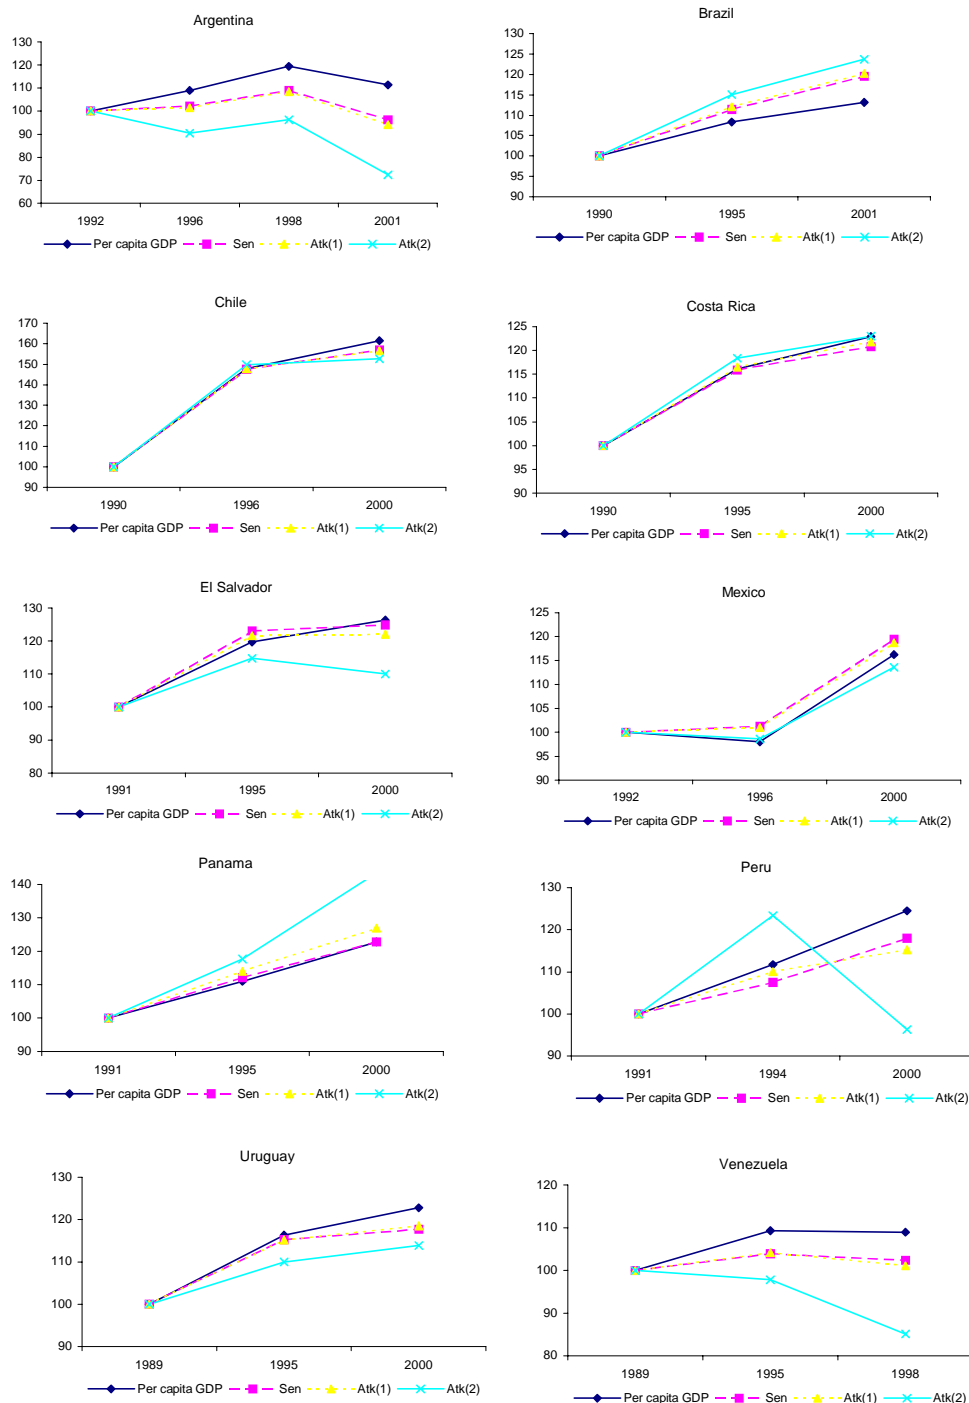 Argentina
130
120
110
100
90
80
70
60
1992 1996 1998 2001
Per capita GDP Sen Atk(1) Atk(2)
Brazil
130
125
120
115
110
105
100
95
90
1990 1995 2001
Per capita GDP Sen Atk(1) Atk(2)
Chile
170
160
150
140
130
120
110
100
90
1990 1996 2000
Per capita GDP Sen Atk(1) Atk(2)
Costa Rica
125
120
115
110
105
100
95
90
1990 1995 2000
Per capita GDP Sen Atk(1) Atk(2)
El Salvador
130
120
110
100
90
80
1991 1995 2000
Per capita GDP Sen Atk(1) Atk(2)
Mexico
125
120
115
110
105
100
95
90
1992 1996 2000
Per capita GDP Sen Atk(1) Atk(2)
Panama
140
130
120
110
100
90
1991 1995 2000
Per capita GDP Sen Atk(1) Atk(2)
Peru
130
120
110
100
90
1991 1994 2000
Per capita GDP Sen Atk(1) Atk(2)
Uruguay
130
120
110
100
90
1989 1995 2000
Per capita GDP Sen Atk(1) Atk(2)
Venezuela
120
110
100
90
80
1989 1995 1998
Per capita GDP Sen Atk(1) Atk(2)